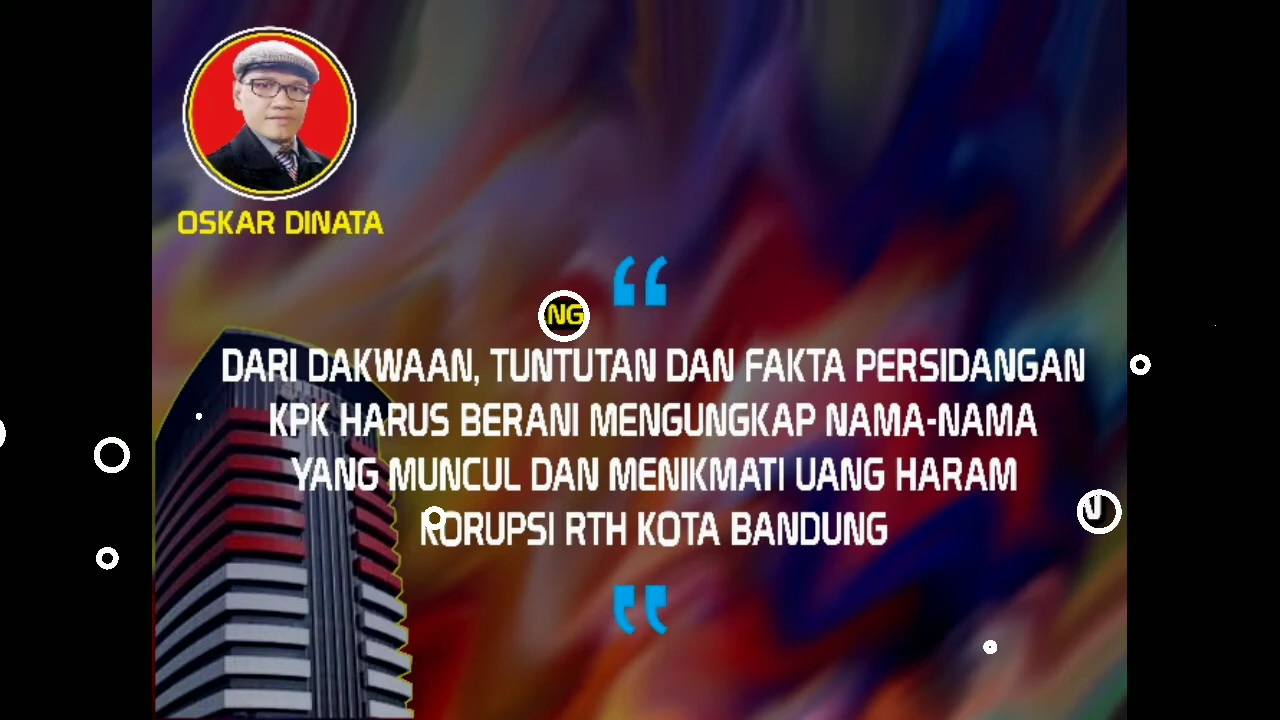 OSKAR DINATA
“
NG
DARI DAKWAAN, TUNTUTAN DAN FAKTA PERSIDANGAN
KPK HARUS BERANI MENGUNGKAP NAMA-NAMA
YANG MUNCUL DAN MENIKMATI UANG HARAM
KORUPSI RTH KOTA BANDUNG
”